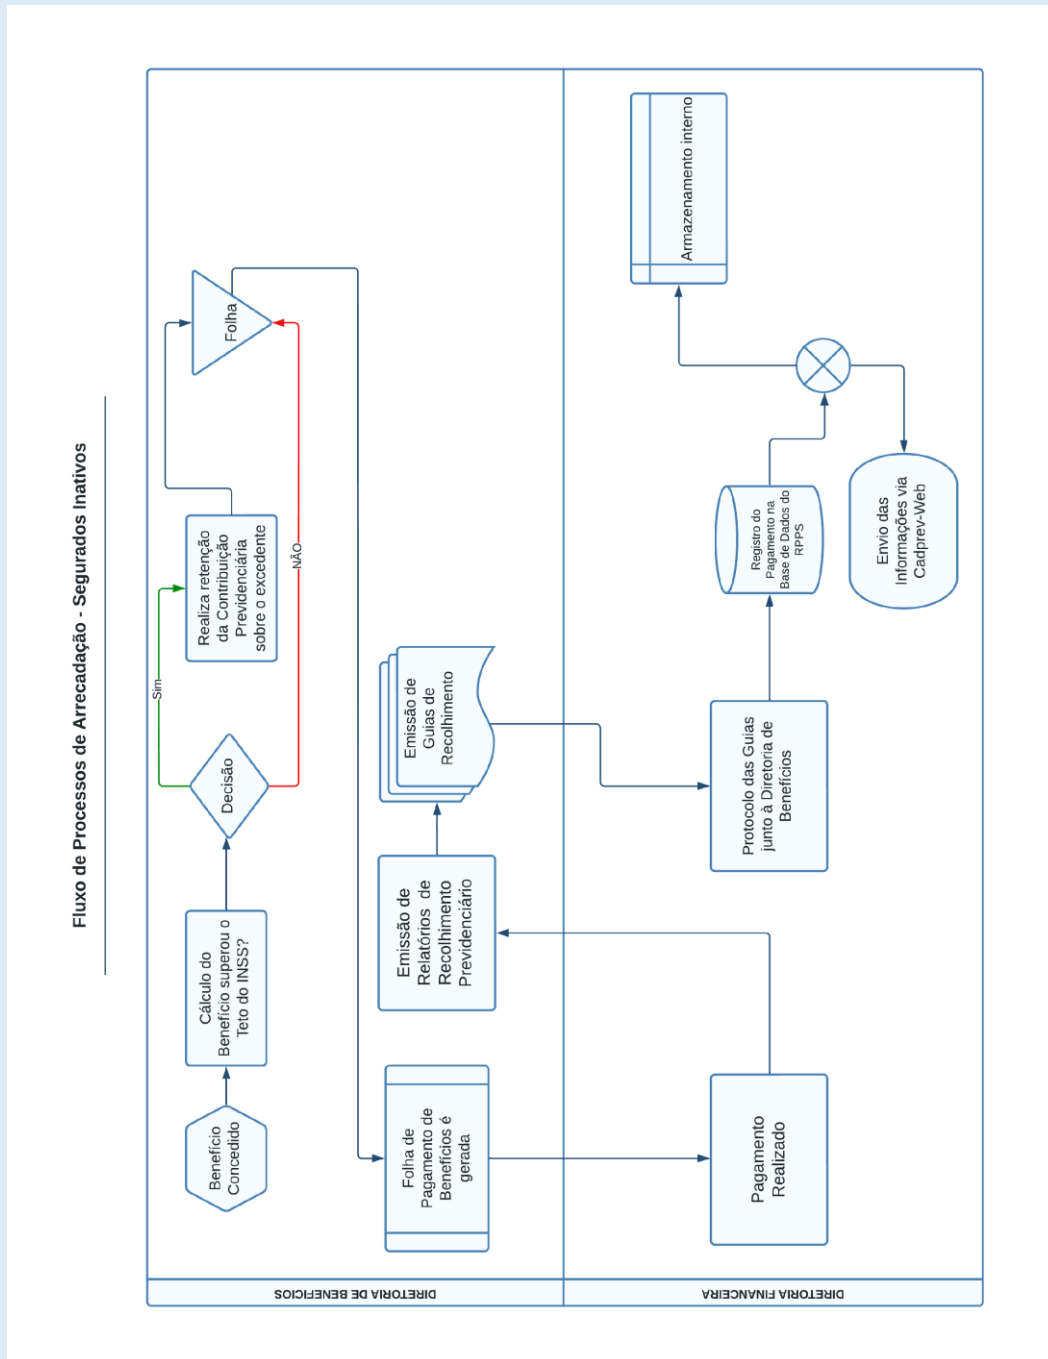 Fluxo de Processos de Arrecadação - Segurados Inativos
DIRETORIA DE BENEFICIOS
Benefício
Concedido
Cálculo do
Benefício superou o
Teto do INSS?
Decisão
Sim
NÃO
Realiza retenção
da Contribuição
Previdenciária
sobre o excedente
Folha
Folha de
Pagamento de
Benefícios é
gerada
Emissão de
Relatórios de
Recolhimento
Previdenciário
Emissão de
Guias de
Recolhimento
DIRETORIA FINANCEIRA
Pagamento
Realizado
Protocolo das Guias
junto à Diretoria de
Benefícios
Registro do
Pagamento na
Base de Dados do
RPPS
Envio das
Informações via
Cadprev-Web
Armazenamento interno